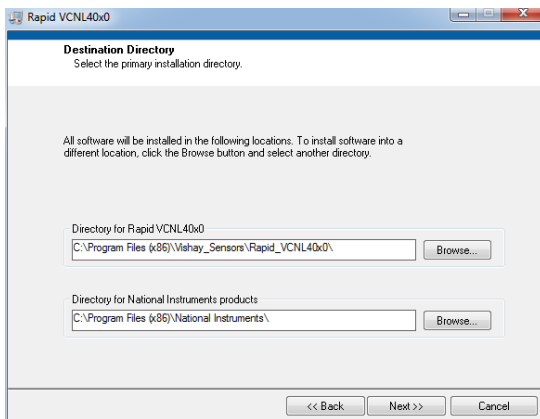 Rapid VCNL40x0
Destination Directory
Select the primary installation directory.
All software will be installed in the following locations. To install software into a
different location, click the Browse button and select another directory.
Directory for Rapid VCNL40x0
C:\Program Files (x86)\Vishay_Sensors\Rapid_VCNL40x0\
Browse...
Directory for National Instruments products
C:\Program Files (x86)\National Instruments\
Browse...
<< Back
Next >>
Cancel